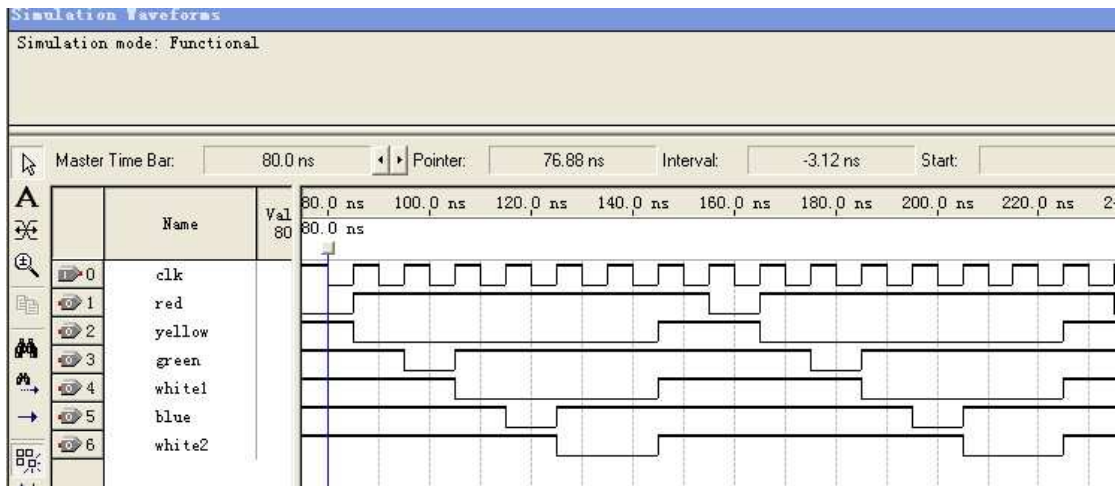 Simulation Waveforms
Simulation mode: Functional
Master Time Bar: 80.0 ns Pointer: 76.88 ns Interval: -3.12 ns Start:
Name Val 80
80.0 ns 100.0 ns 120.0 ns 140.0 ns 160.0 ns 180.0 ns 200.0 ns 220.0 ns
80.0 ns
A
0 clk
1 red
2 yellow
3 green
4 white1
5 blue
6 white2